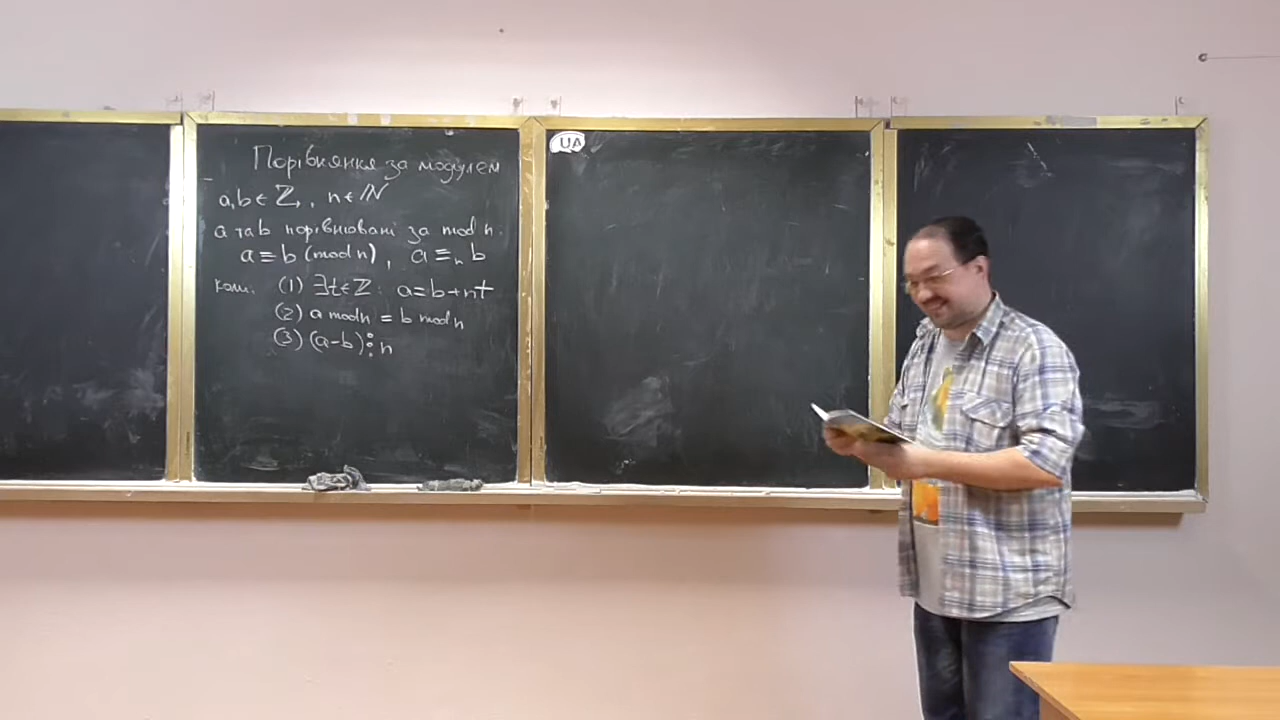 Порівняння за модулем
a, b ∈ ℤ, n ∈ ℕ
a та b порівнювані за mod n.
a ≡ b (mod n), a ≡ₙ b
коли: (1) ∃t∈ℤ: a=b+nt
(2) a mod n = b mod n
(3) (a-b)⋮n
UA